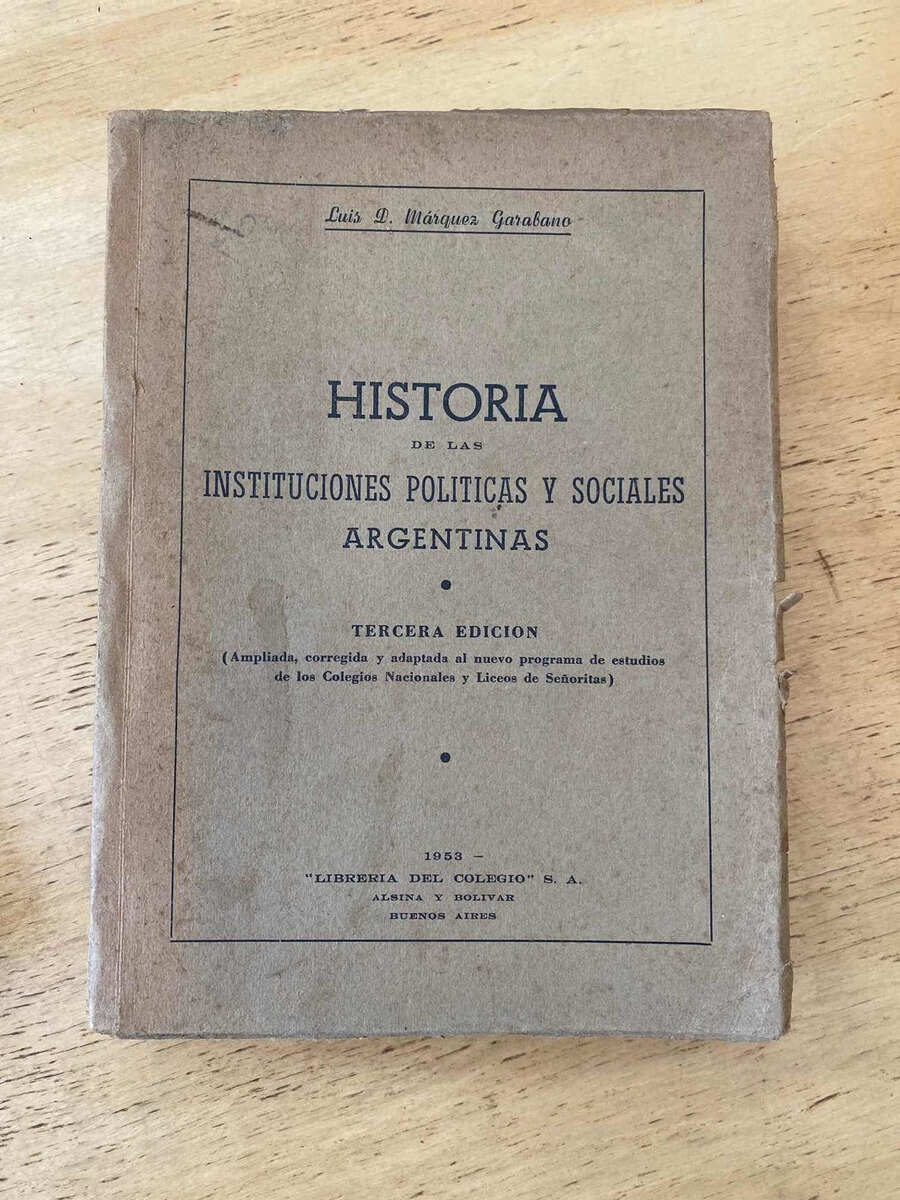 Luis D. Márquez Garabano
HISTORIA
DE LAS
INSTITUCIONES POLITICAS Y SOCIALES
ARGENTINAS
•
TERCERA EDICION
(Ampliada, corregida y adaptada al nuevo programa de estudios
de los Colegios Nacionales y Liceos de Señoritas)
•
1953 –
"LIBRERIA DEL COLEGIO" S. A.
ALSINA Y BOLIVAR
BUENOS AIRES